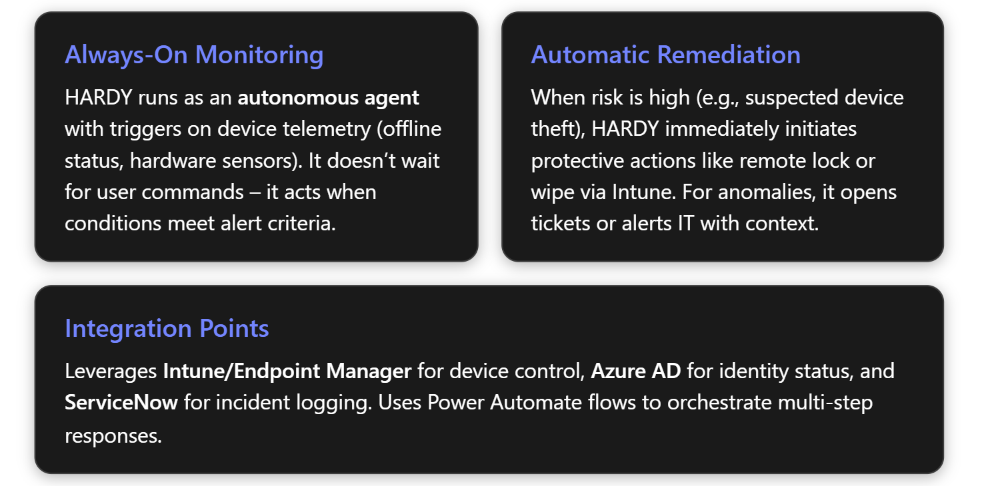 Always-On Monitoring
HARDY runs as an autonomous agent
with triggers on device telemetry (offline
status, hardware sensors). It doesn’t wait
for user commands – it acts when
conditions meet alert criteria.
Automatic Remediation
When risk is high (e.g., suspected device
theft), HARDY immediately initiates
protective actions like remote lock or
wipe via Intune. For anomalies, it opens
tickets or alerts IT with context.
Integration Points
Leverages Intune/Endpoint Manager for device control, Azure AD for identity status, and
ServiceNow for incident logging. Uses Power Automate flows to orchestrate multi-step
responses.